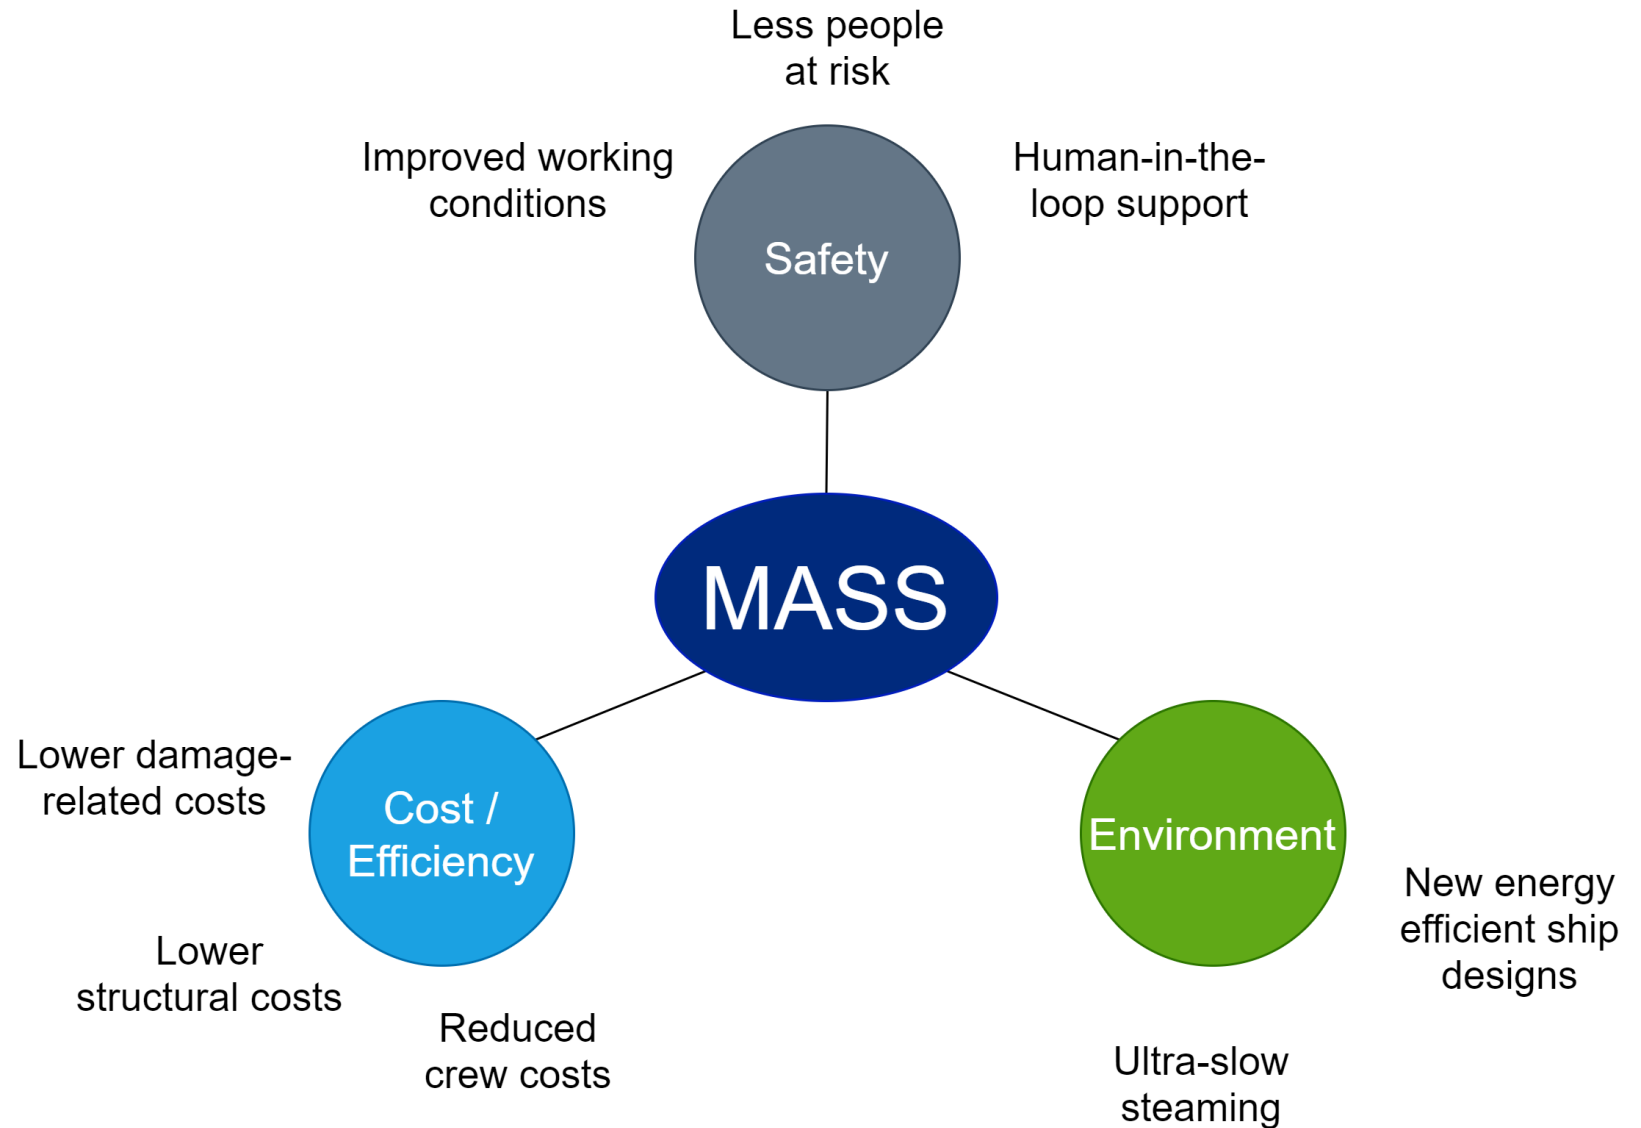 Less people
at risk
Improved working
conditions
Human-in-the-
loop support
Safety
MASS
Lower damage-
related costs
Cost /
Efficiency
Lower
structural costs
Reduced
crew costs
Environment
New energy
efficient ship
designs
Ultra-slow
steaming